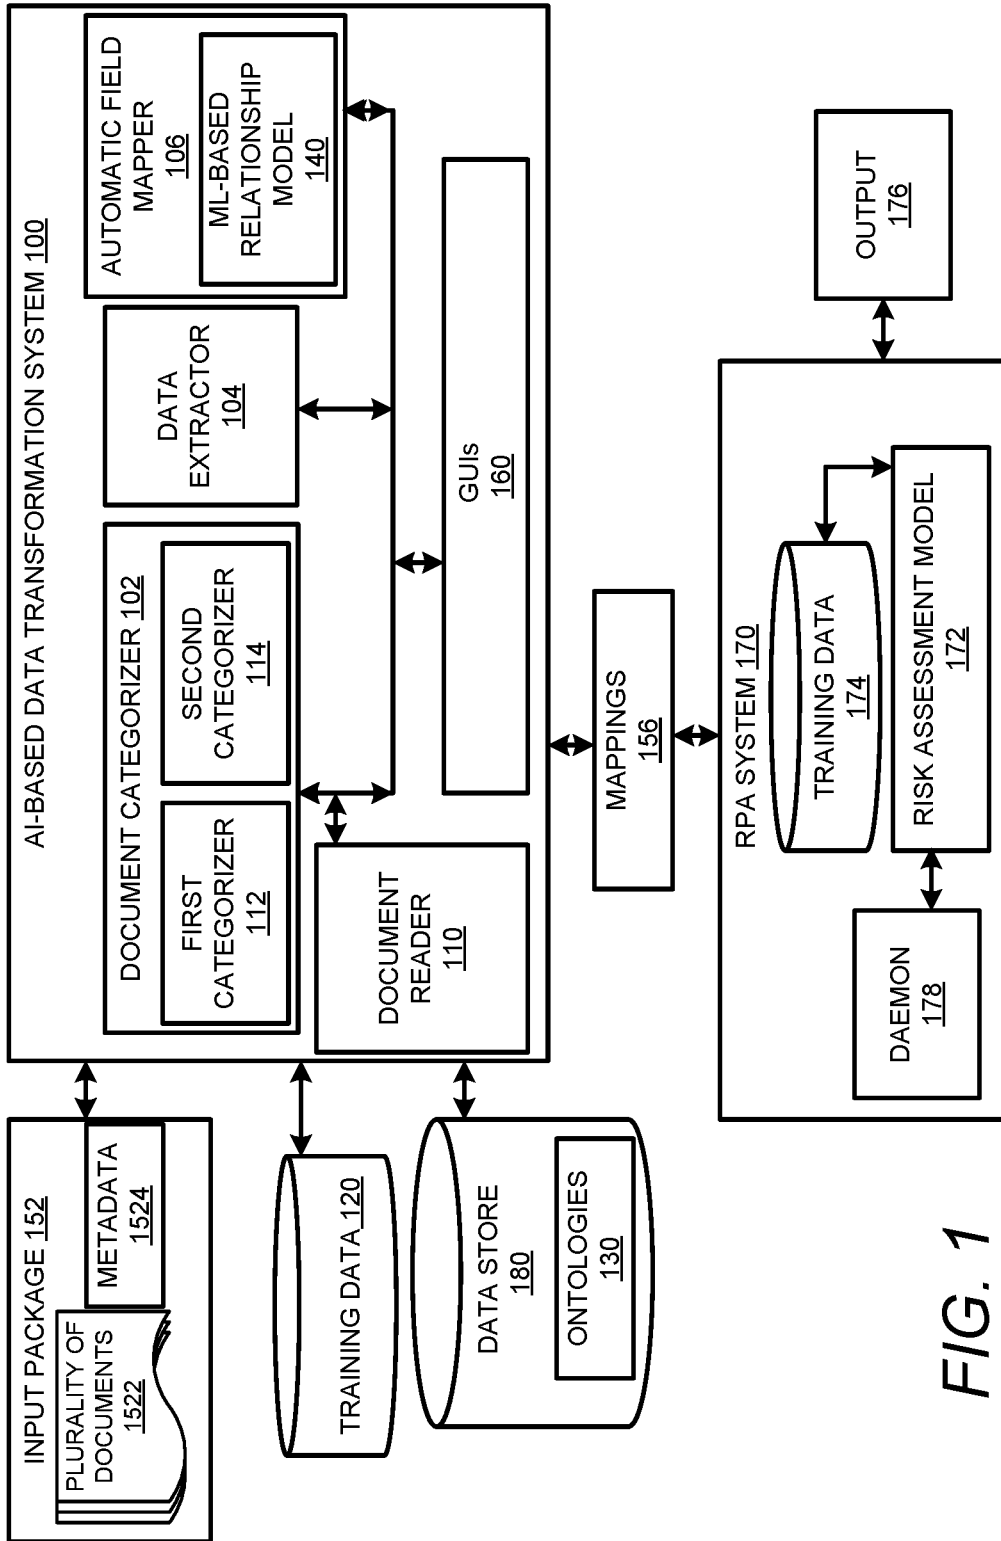 AI-BASED DATA TRANSFORMATION SYSTEM 100
INPUT PACKAGE 152
PLURALITY OF
DOCUMENTS
1522
METADATA
1524
TRAINING DATA 120
DATA STORE
180
ONTOLOGIES
130
DOCUMENT CATEGORIZER 102
FIRST
CATEGORIZER
112
SECOND
CATEGORIZER
114
DATA
EXTRACTOR
104
AUTOMATIC FIELD
MAPPER
106
ML-BASED
RELATIONSHIP
MODEL
140
DOCUMENT
READER
110
GUIs
160
MAPPINGS
156
RPA SYSTEM 170
TRAINING DATA
174
RISK ASSESSMENT MODEL
172
DAEMON
178
OUTPUT
176
FIG. 1